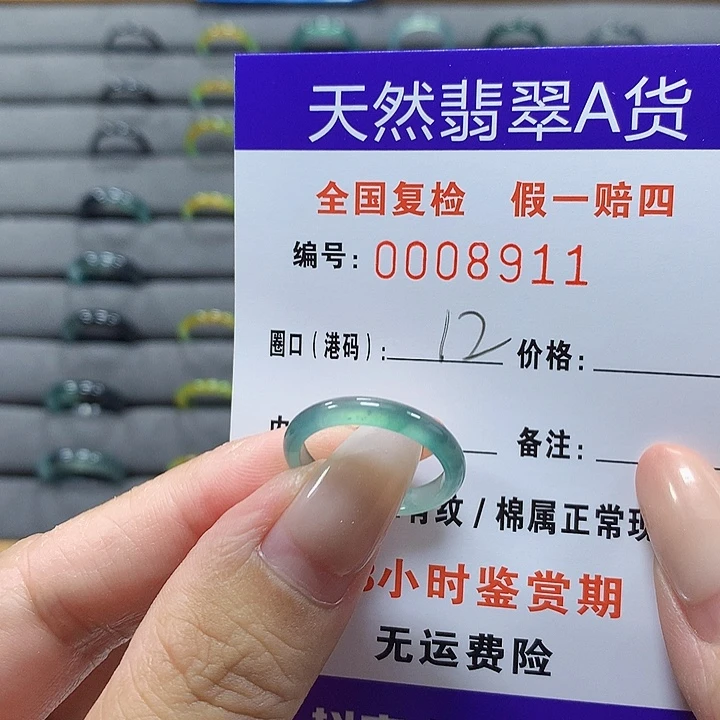 天然翡翠A货
全国复检 假一赔四
编号: 0008911
圈口（港码）: 12 价格:
备注:
纹 / 棉属正常现
小时鉴赏期
无运费险